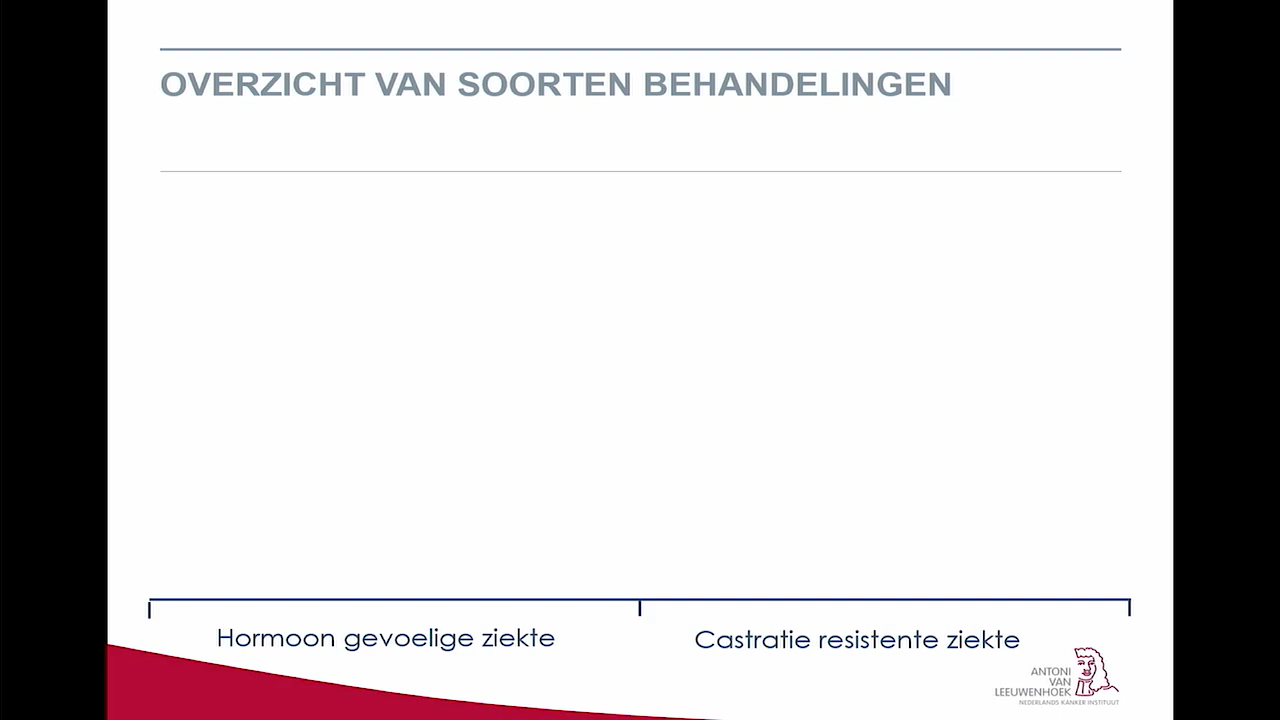 OVERZICHT VAN SOORTEN BEHANDELINGEN
Hormoon gevoelige ziekte
Castratie resistente ziekte
ANTONI
VAN
LEEUWENHOEK
NEDERLANDS KANKER INSTITUUT